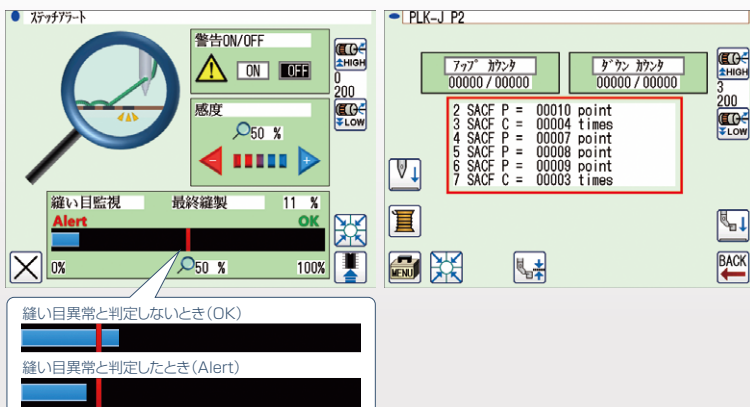 ステッチアラート
警告ON/OFF
ON OFF
感度
50 %
HIGH
0
200
LOW
縫い目監視 最終縫製 11 %
Alert OK
0% 50 % 100%
縫い目異常と判定しないとき(OK)
縫い目異常と判定したとき(Alert)
PLK-J P2
アップ カウンタ
00000 / 00000
ダウン カウンタ
00000 / 00000
HIGH
3
200
LOW
2 SACF P = 00010 point
3 SACF C = 00004 times
4 SACF P = 00007 point
5 SACF P = 00008 point
6 SACF P = 00009 point
7 SACF C = 00003 times
MENU
BACK